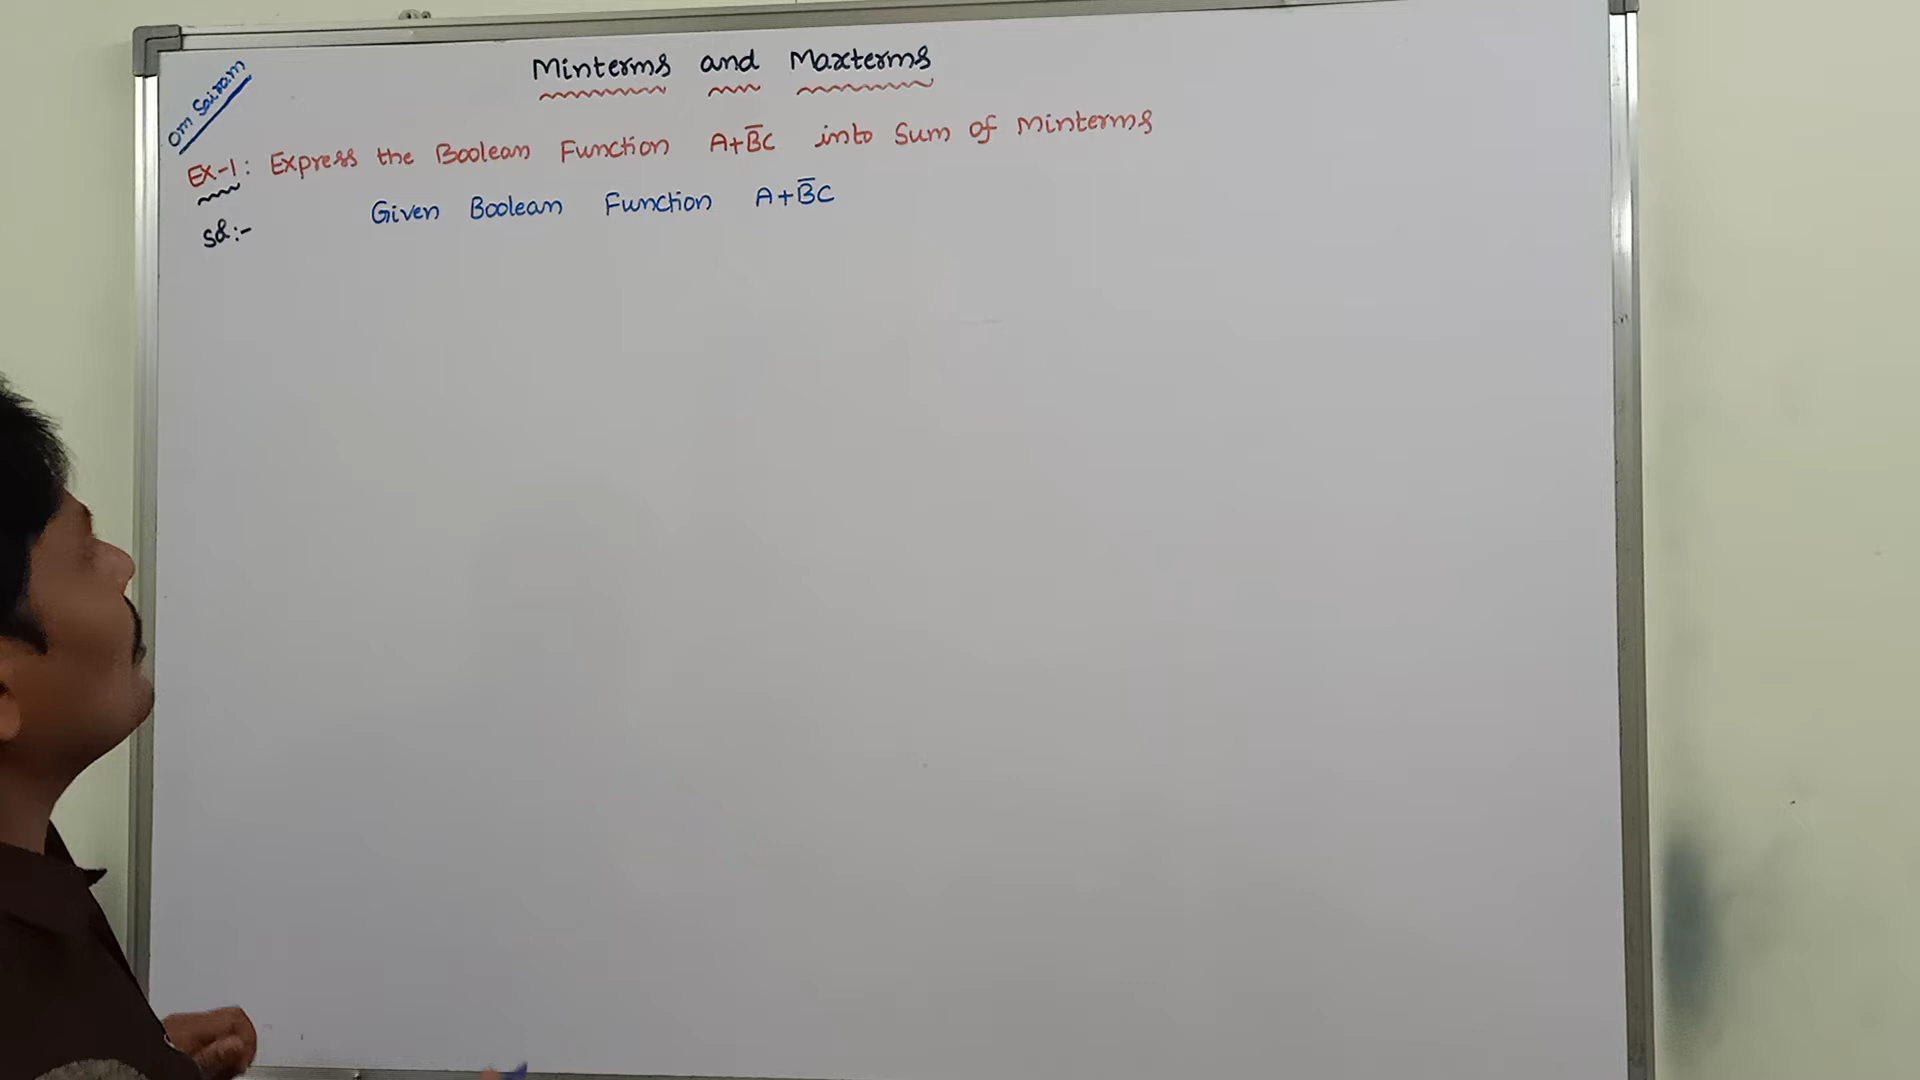 Minterms and Maxterms
Om Sairam
Ex-1: Express the Boolean Function A+B̅C into Sum of Minterms
Sol:- Given Boolean Function A+B̅C